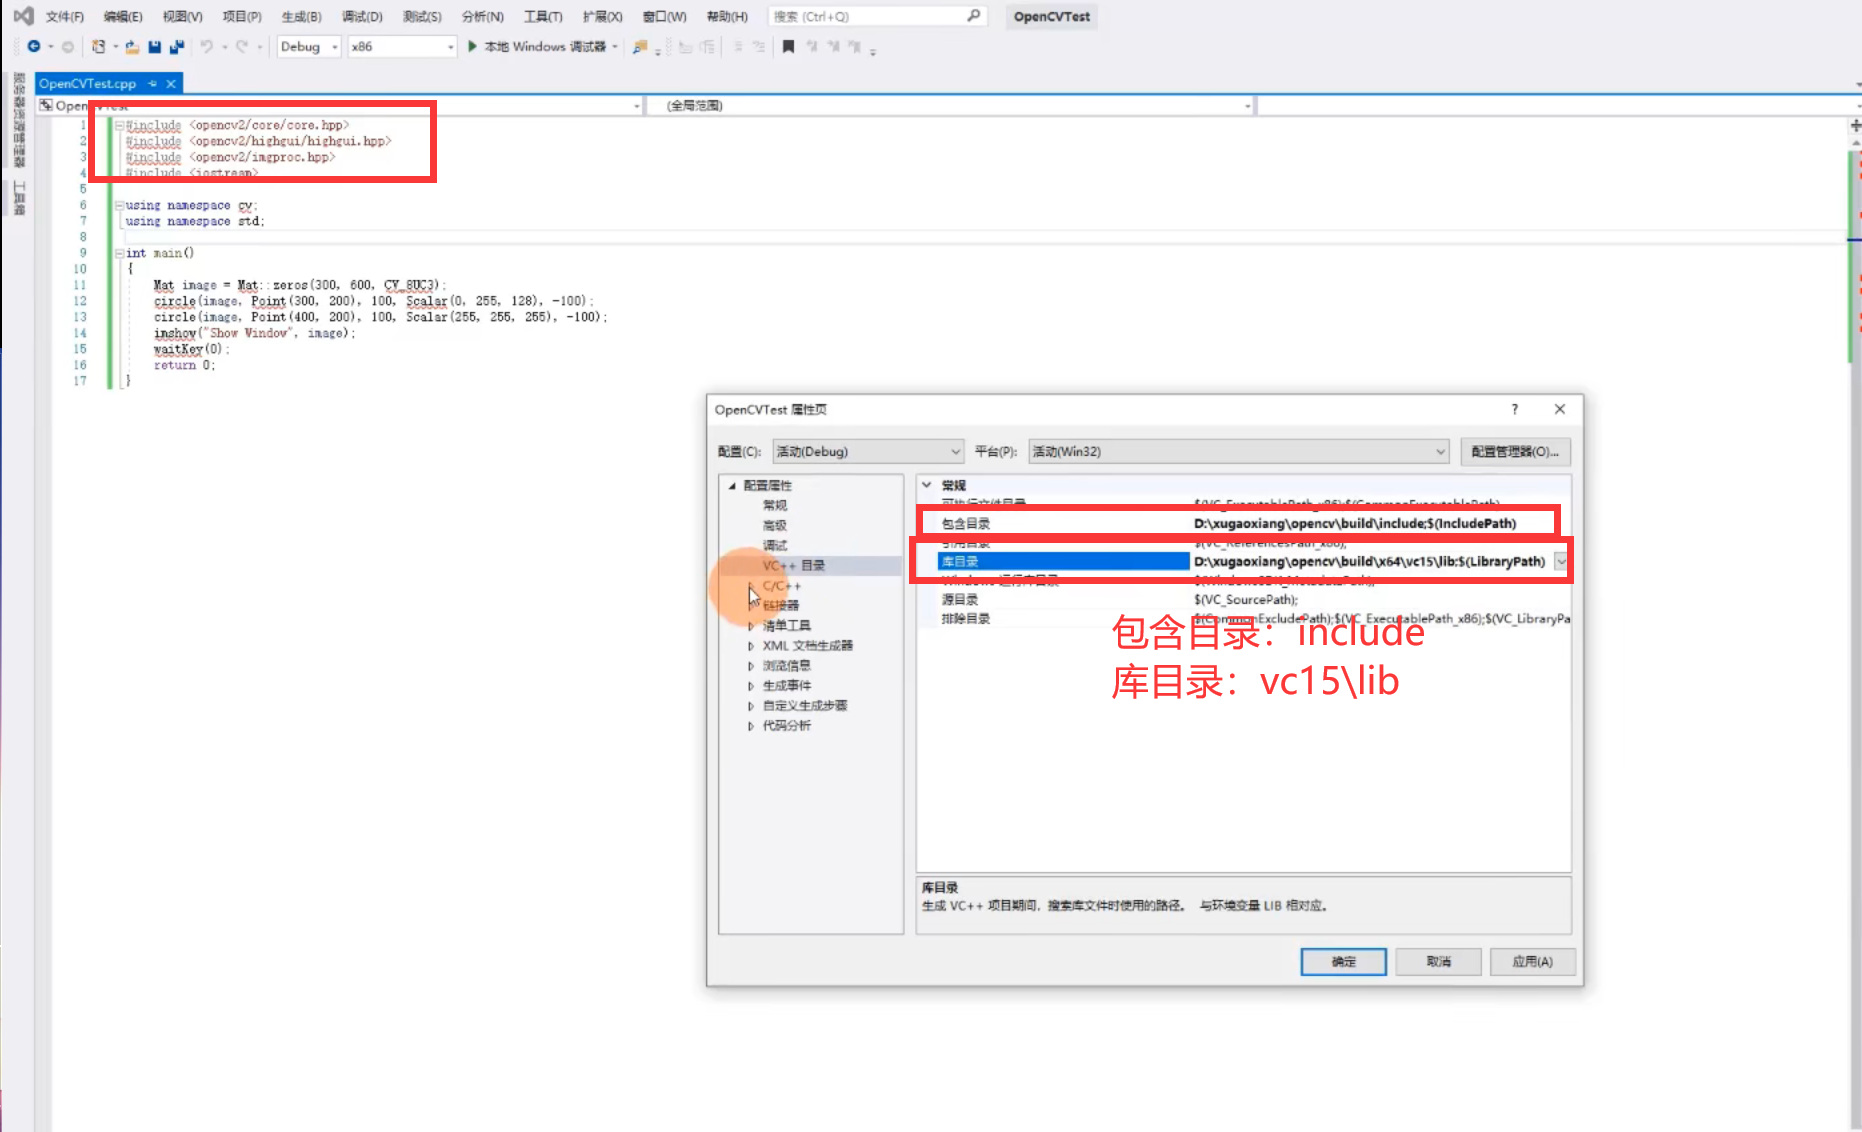 文件(F) 编辑(E) 视图(V) 项目(P) 生成(B) 调试(D) 测试(S) 分析(N) 工具(T) 扩展(X) 窗口(W) 帮助(H) 搜索 (Ctrl+Q) OpenCVTest
Debug x86 本地 Windows 调试器
OpenCVTest.cpp
OpenCVTest (全局范围)
1 #include <opencv2/core/core.hpp>
2 #include <opencv2/highgui/highgui.hpp>
3 #include <opencv2/imgproc.hpp>
4 #include <iostream>
5
6 using namespace cv;
7 using namespace std;
8
9 int main()
10 {
11 Mat image = Mat::zeros(300, 600, CV_8UC3);
12 circle(image, Point(300, 200), 100, Scalar(0, 255, 128), -100);
13 circle(image, Point(400, 200), 100, Scalar(255, 255, 255), -100);
14 imshow("Show Window", image);
15 waitKey(0);
16 return 0;
17 }
OpenCVTest 属性页 ?
配置(C): 活动(Debug) 平台(P): 活动(Win32) 配置管理器(O)...
配置属性
常规
高级
调试
VC++ 目录
C/C++
链接器
清单工具
XML 文档生成器
浏览信息
生成事件
自定义生成步骤
代码分析
常规
可执行文件目录 $(VC_ExecutablePath_x86);$(CommonExecutablePath)
包含目录 D:\xugaoxiang\opencv\build\include;$(IncludePath)
引用目录 $(VC_ReferencesPath_x86);
库目录 D:\xugaoxiang\opencv\build\x64\vc15\lib;$(LibraryPath)
Windows 运行库目录 $(WindowsSDK_MetadataPath);
源目录 $(VC_SourcePath);
排除目录 $(CommonExcludePath);$(VC_ExecutablePath_x86);$(VC_LibraryPa
包含目录：include
库目录：vc15\lib
库目录
生成 VC++ 项目期间，搜索库文件时使用的路径。 与环境变量 LIB 相对应。
确定 取消 应用(A)